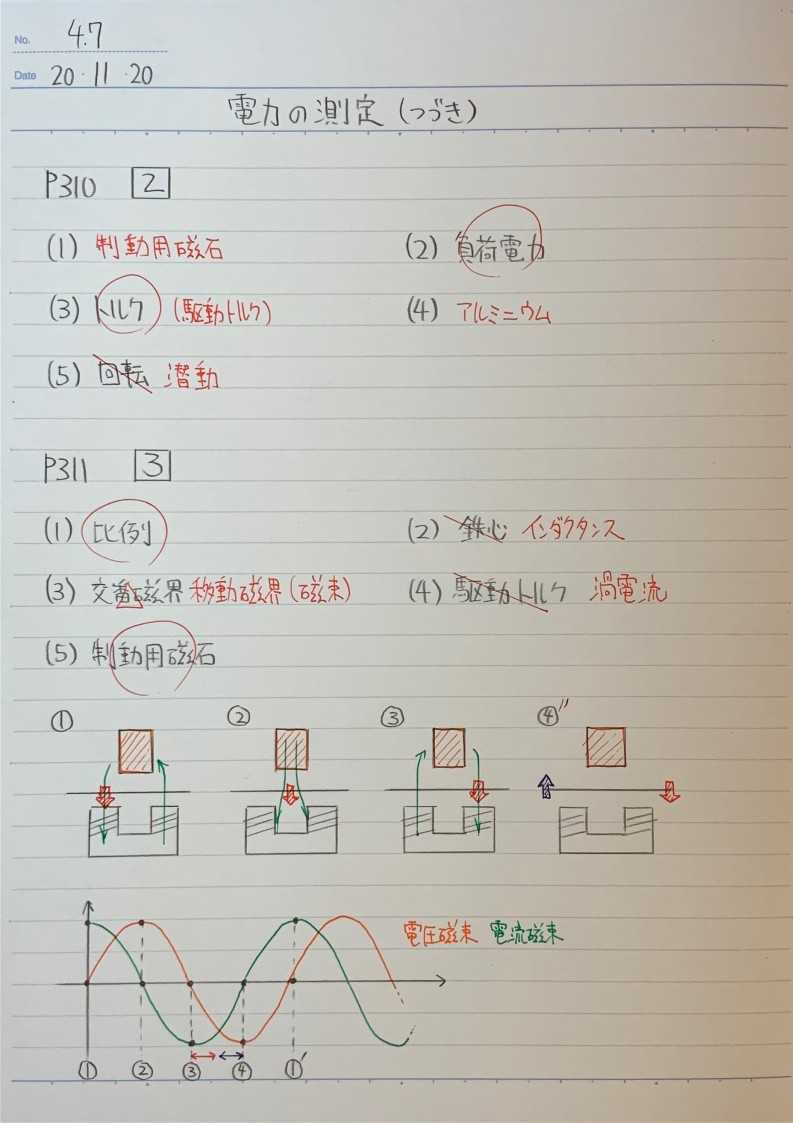 No. 4.7
Date 20・11・20
電力の測定(つづき)
P310 2
(1) 制動用磁石 (2) 負荷電力
(3) トルク (駆動トルク) (4) アルミニウム
(5) 回転 潜動
P311 3
(1) 比例 (2) 鉄心 インダクタンス
(3) 交番磁界 移動磁界(磁束) (4) 駆動トルク 渦電流
(5) 制動用磁石
① ② ③ ④''
電圧磁束 電流磁束
① ② ③ ④ ①'